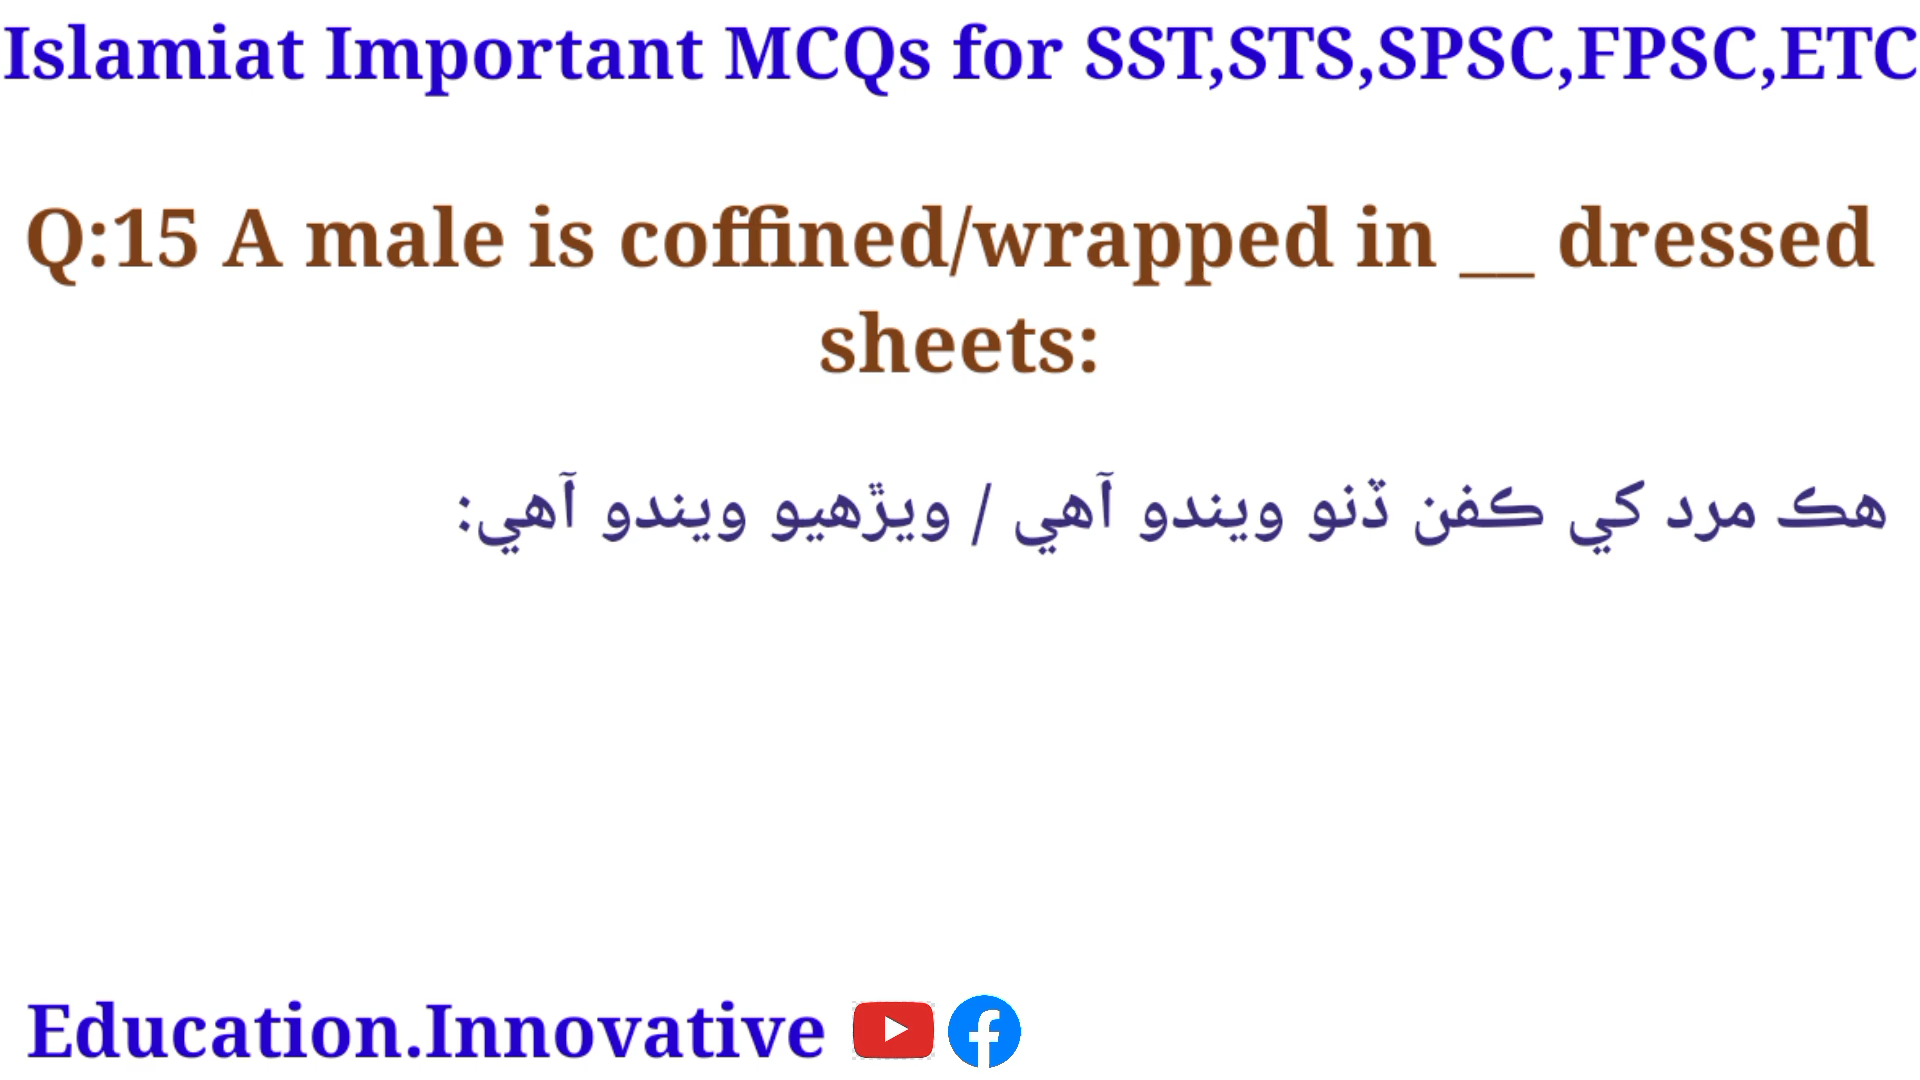 Islamiat Important MCQs for SST,STS,SPSC,FPSC,ETC
Q:15 A male is coffined/wrapped in __ dressed
sheets:
هڪ مرد کي ڪفن ڏنو ويندو آهي / ويڙهيو ويندو آهي:
Education.Innovative